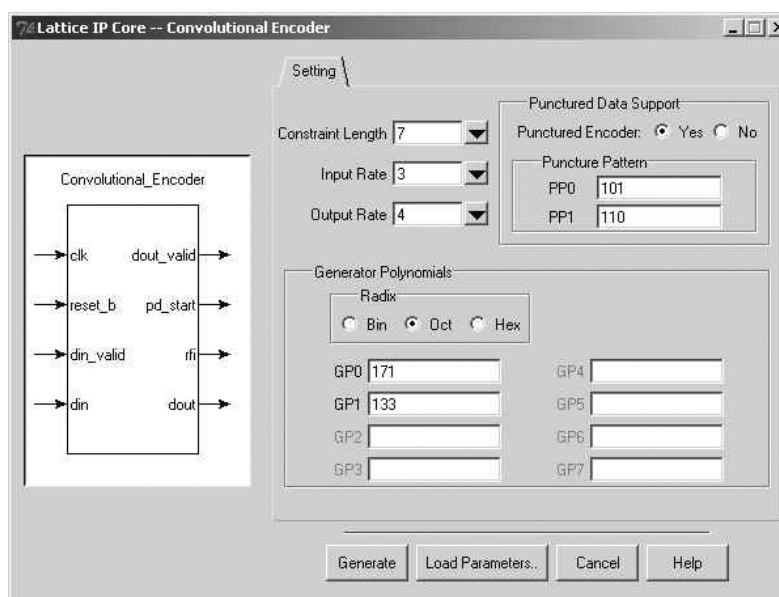 Lattice IP Core -- Convolutional Encoder
Setting
Constraint Length 7
Input Rate 3
Output Rate 4
Punctured Data Support
Punctured Encoder: Yes No
Puncture Pattern
PP0 101
PP1 110
Convolutional_Encoder
clk dout_valid
reset_b pd_start
din_valid rfi
din dout
Generator Polynomials
Radix
Bin Oct Hex
GP0 171 GP4
GP1 133 GP5
GP2 GP6
GP3 GP7
Generate Load Parameters.. Cancel Help